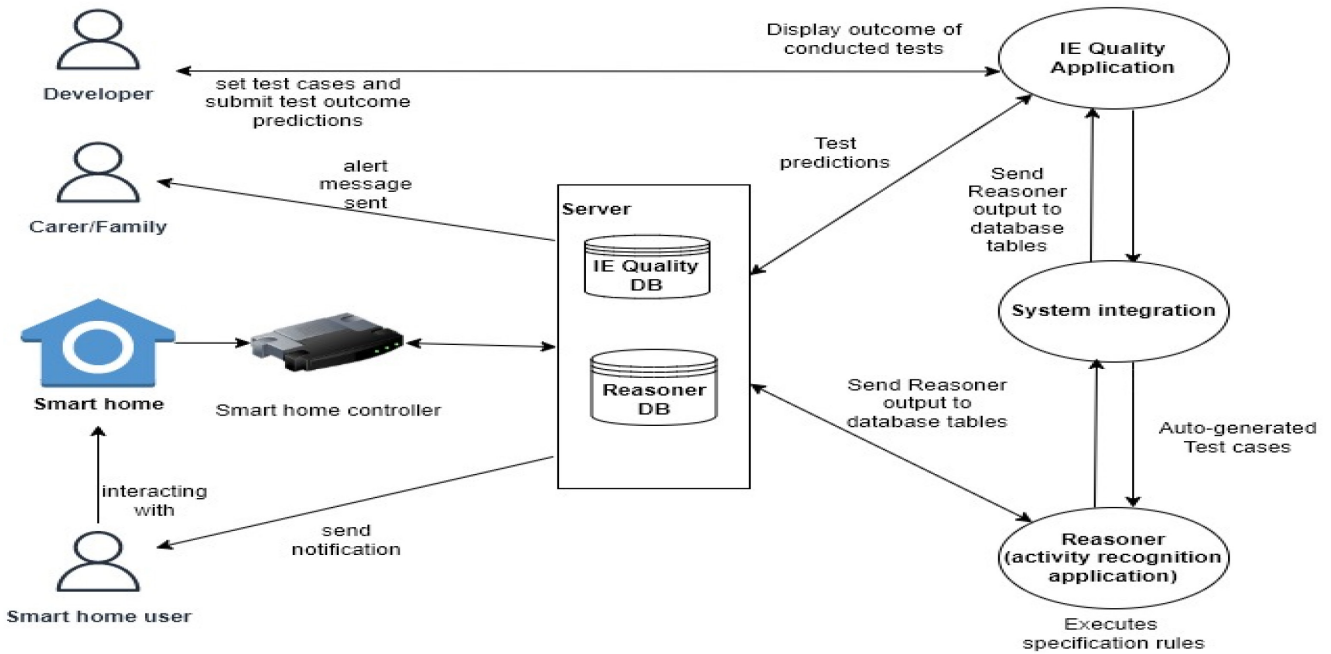 Developer
set test cases and
submit test outcome
predictions
Display outcome of
conducted tests
IE Quality
Application
Carer/Family
alert
message
sent
Test
predictions
Send
Reasoner
output to
database
tables
Server
IE Quality
DB
Reasoner
DB
System integration
Smart home
Smart home controller
Send Reasoner
output to
database tables
Auto-generated
Test cases
interacting
with
send
notification
Smart home user
Reasoner
(activity recognition
application)
Executes
specification rules